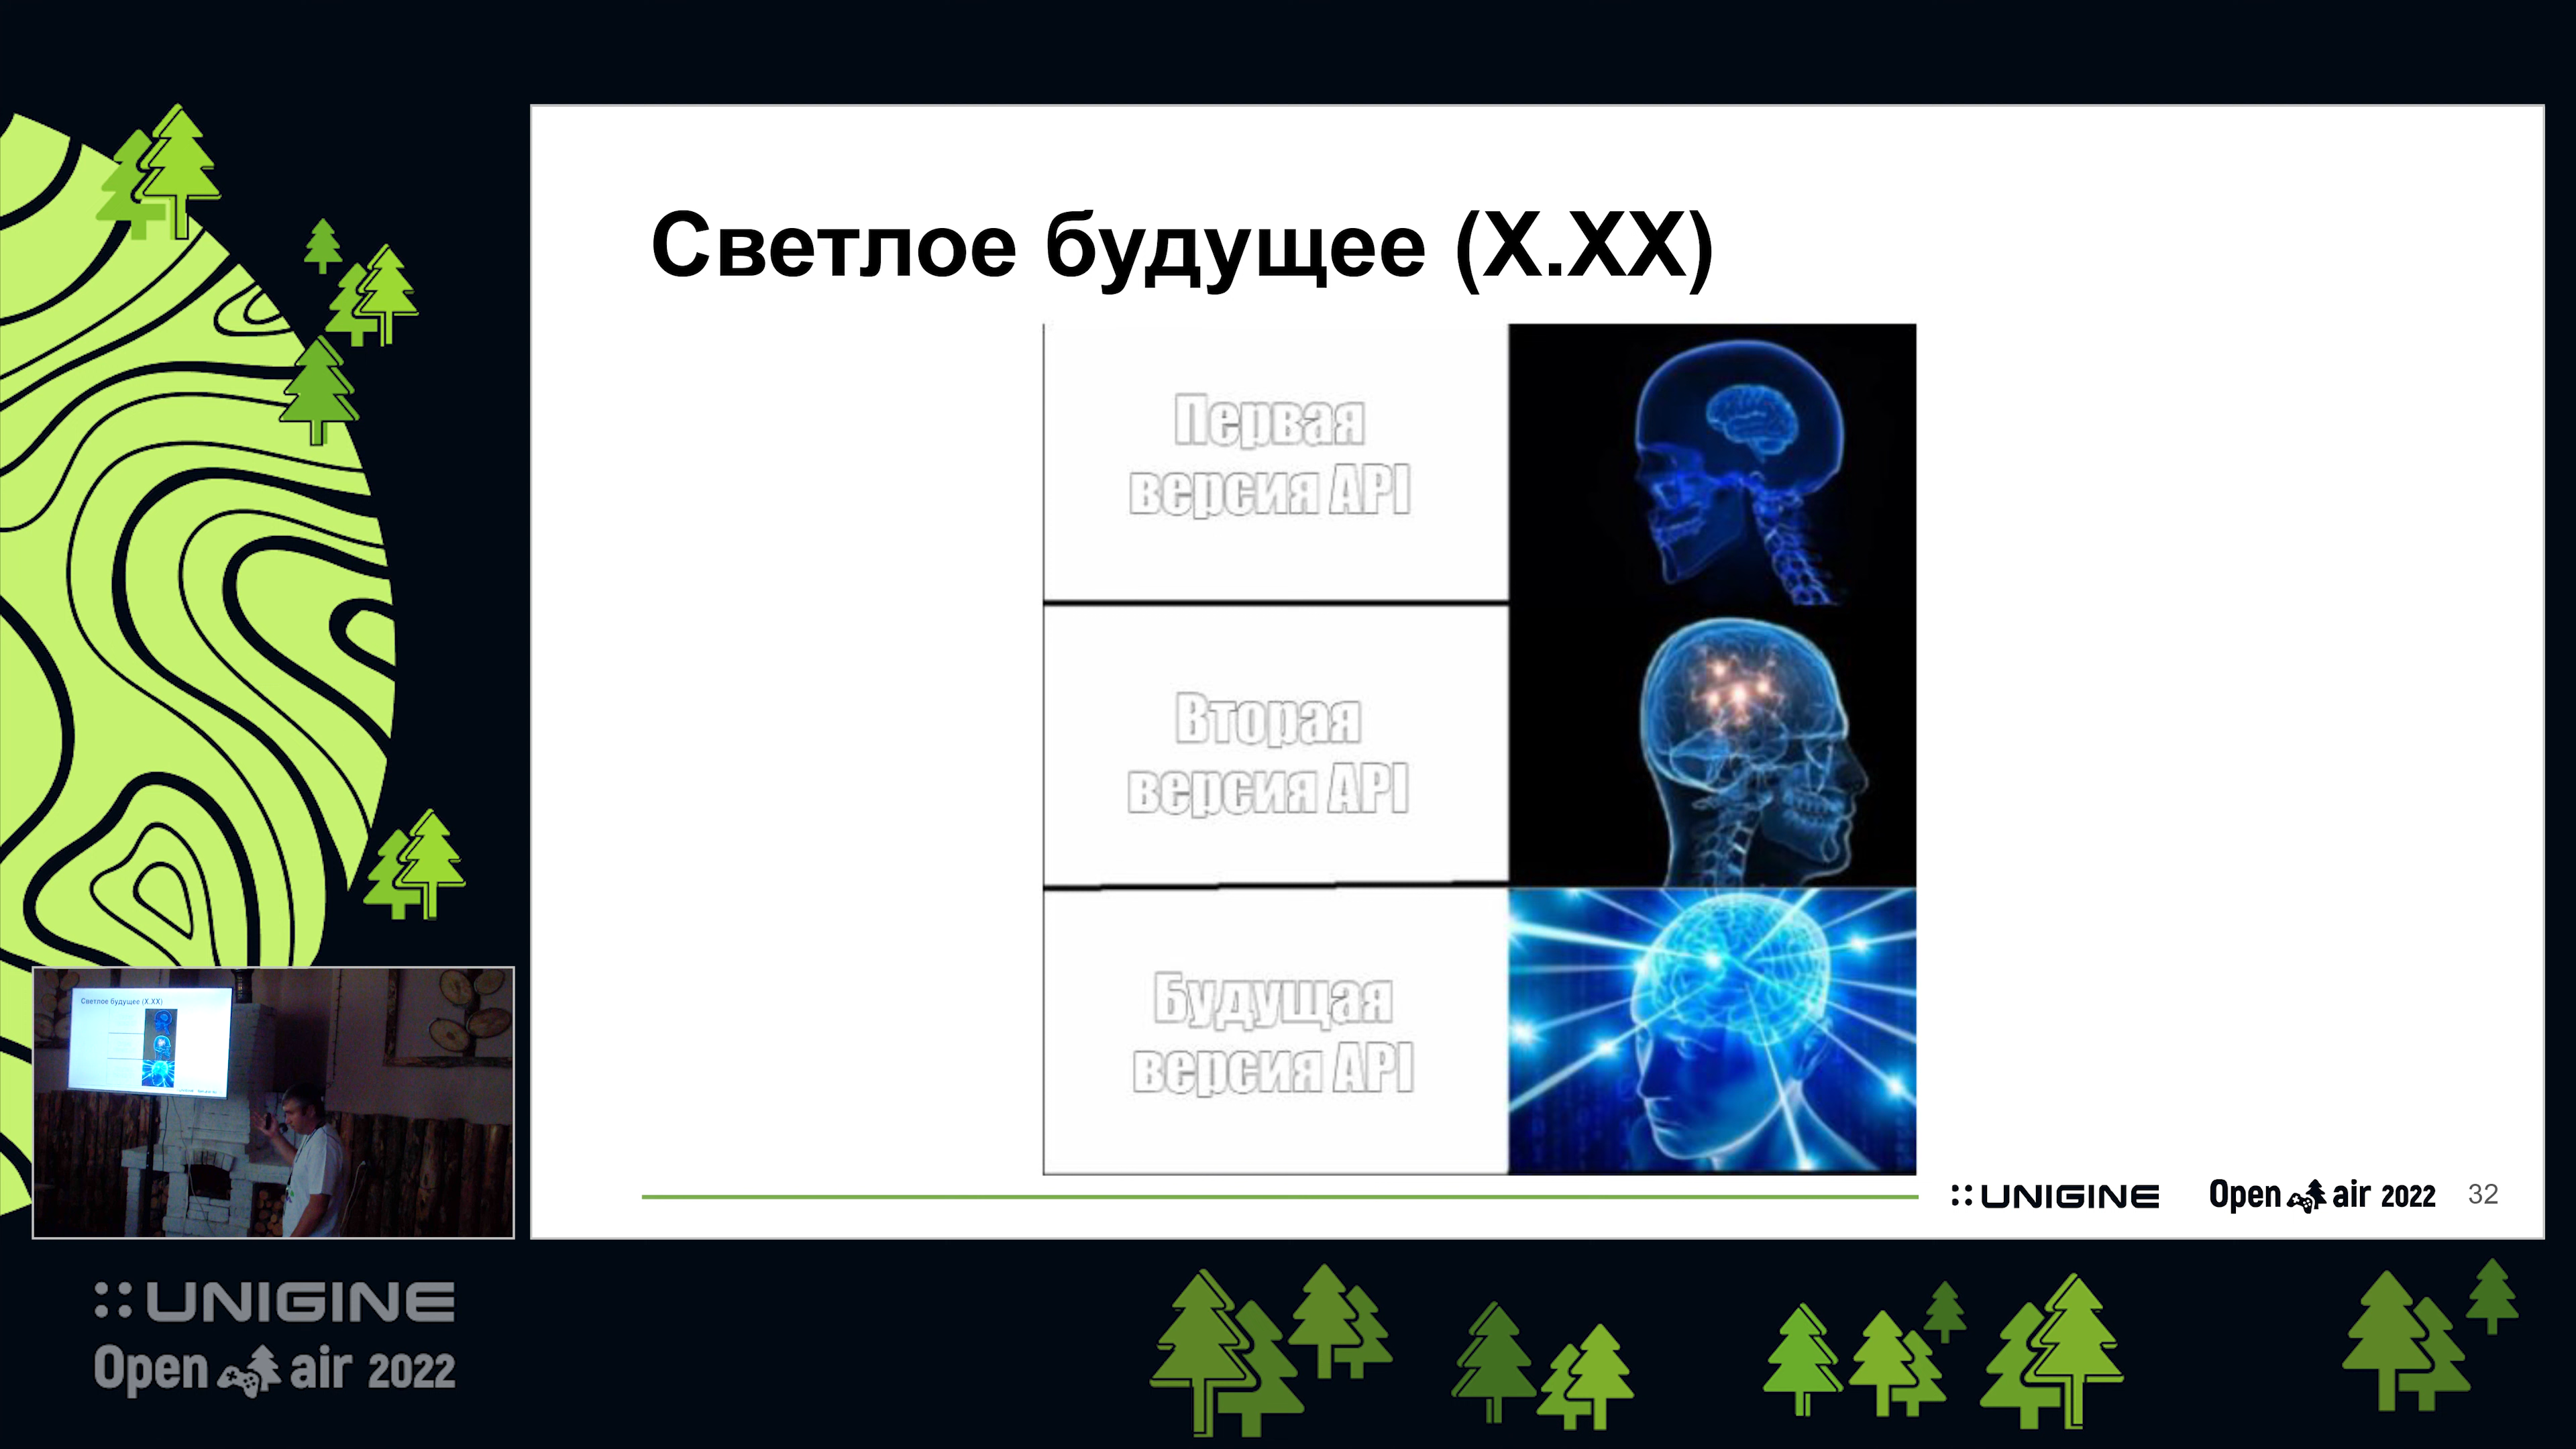 Светлое будущее (X.XX)
Первая
версия API
Вторая
версия API
Будущая
версия API
UNIGINE
Open air 2022
32
Светлое будущее (X.XX)
UNIGINE
Open air 2022